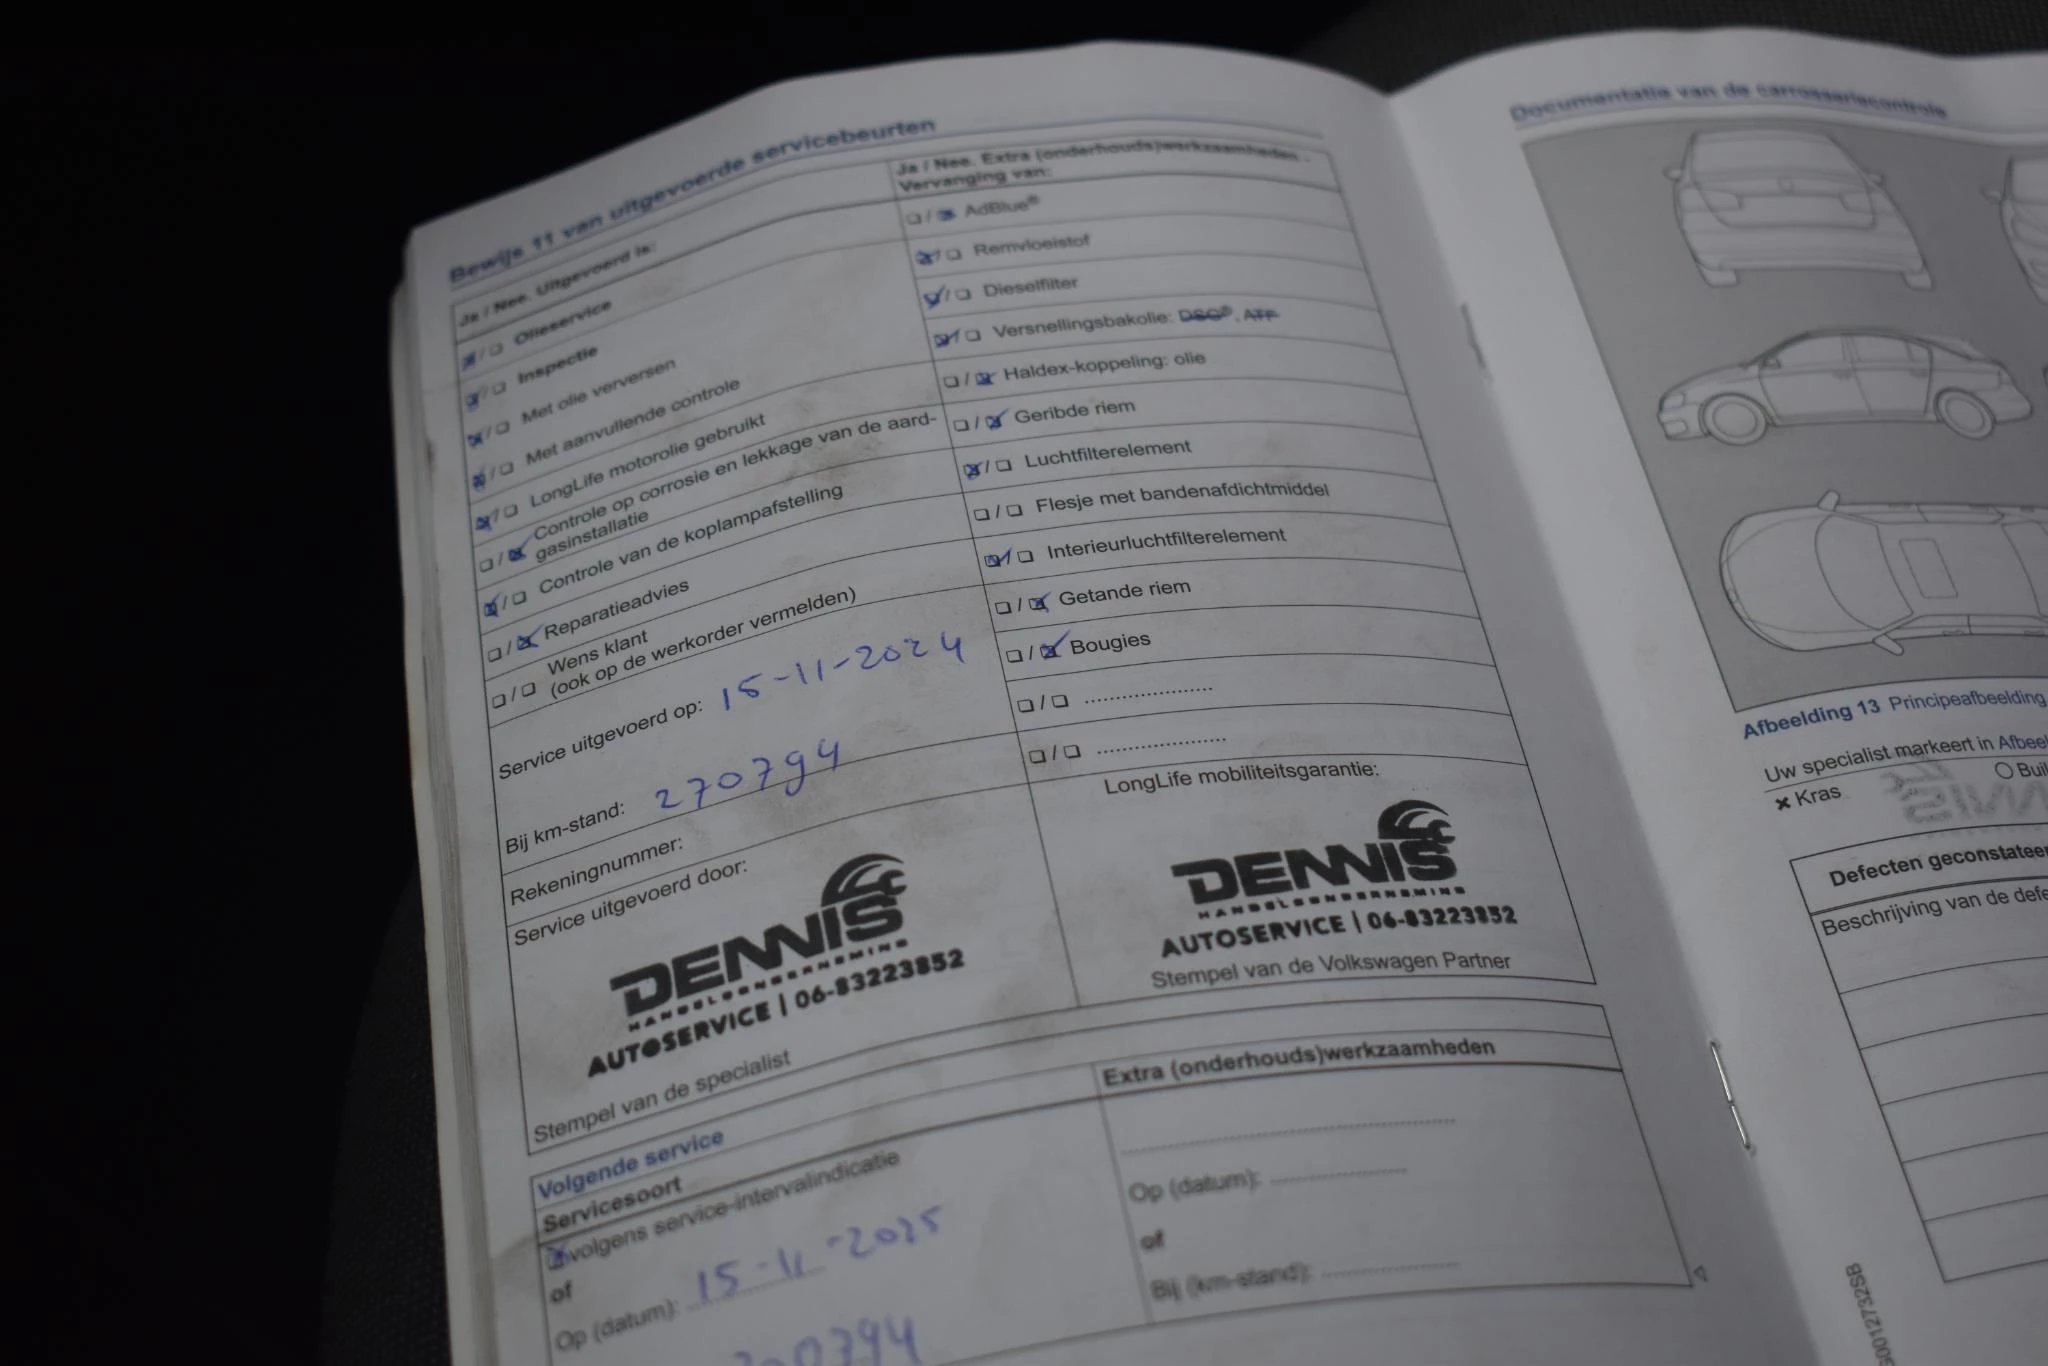 Bewijs 11 van uitgevoerde servicebeurten
Ja / Nee. Uitgevoerd is:
Olieservice
Inspectie
Met olie verversen
Met aanvullende controle
LongLife motorolie gebruikt
Controle op corrosie en lekkage van de aard-
gasinstallatie
Controle van de koplampafstelling
Reparatieadvies
Wens klant
(ook op de werkorder vermelden)
Service uitgevoerd op: 15-11-2024
Bij km-stand: 270794
Rekeningnummer:
Service uitgevoerd door:
DENNIS
HANDELSONDERNEMING
AUTOSERVICE | 06-83223852
Stempel van de specialist
Ja / Nee. Extra (onderhouds)werkzaamheden -
Vervanging van:
AdBlue®
Remvloeistof
Dieselfilter
Versnellingsbakolie: DSG®, ATF
Haldex-koppeling: olie
Geribde riem
Luchtfilterelement
Flesje met bandenafdichtmiddel
Interieurluchtfilterelement
Getande riem
Bougies
LongLife mobiliteitsgarantie:
DENNIS
HANDELSONDERNEMING
AUTOSERVICE | 06-83223852
Stempel van de Volkswagen Partner
Volgende service
Servicesoort
volgens service-intervalindicatie
of
Op (datum): 15-11-2025
Extra (onderhouds)werkzaamheden
Op (datum):
of
Bij (km-stand):
Documentatie van de carrosseriecontrole
Afbeelding 13 Principeafbeelding
Uw specialist markeert in Afbeel
× Kras
Buil
Defecten geconstateer
Beschrijving van de defe